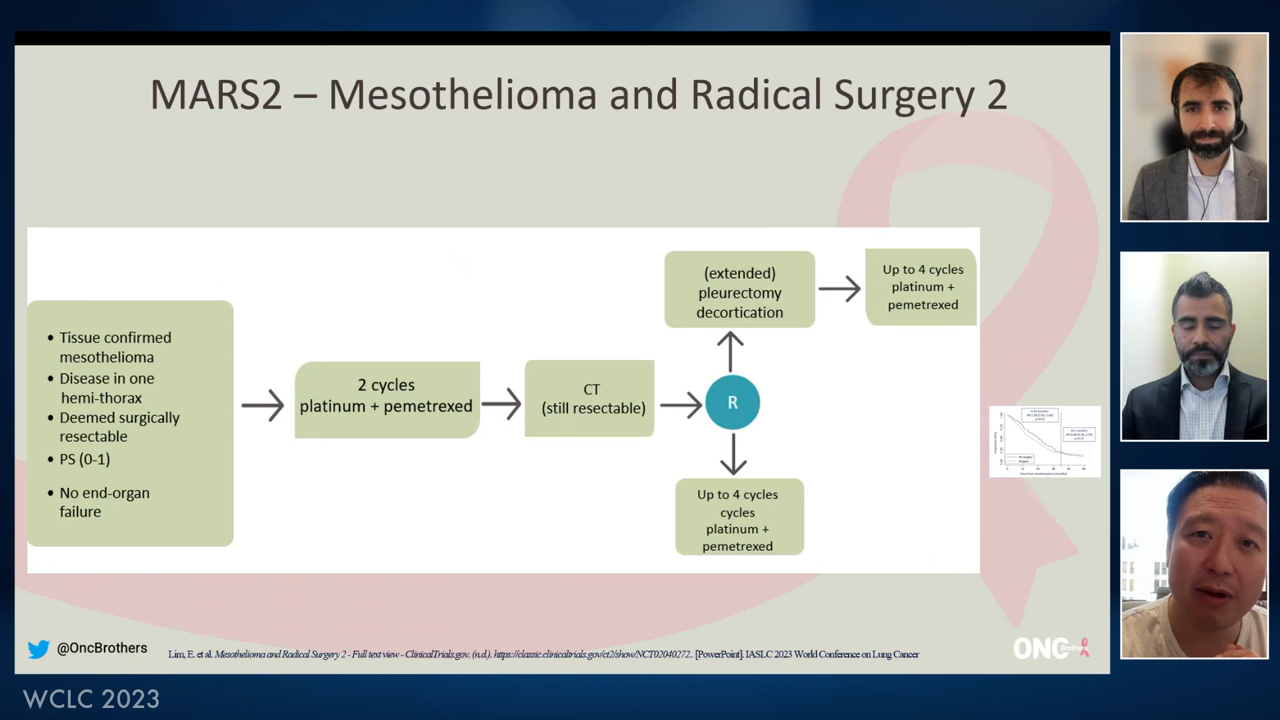 MARS2 – Mesothelioma and Radical Surgery 2
• Tissue confirmed
mesothelioma
• Disease in one
hemi-thorax
• Deemed surgically
resectable
• PS (0-1)
• No end-organ
failure
2 cycles
platinum + pemetrexed
CT
(still resectable)
R
(extended)
pleurectomy
decortication
Up to 4 cycles
platinum +
pemetrexed
Up to 4 cycles
cycles
platinum +
pemetrexed
@OncBrothers
Lim, E. et al. Mesothelioma and Radical Surgery 2 - Full text view - ClinicalTrials.gov. (n.d.). https://classic.clinicaltrials.gov/ct2/show/NCT02040272. [PowerPoint]. IASLC 2023 World Conference on Lung Cancer
ONC Brothers
WCLC 2023